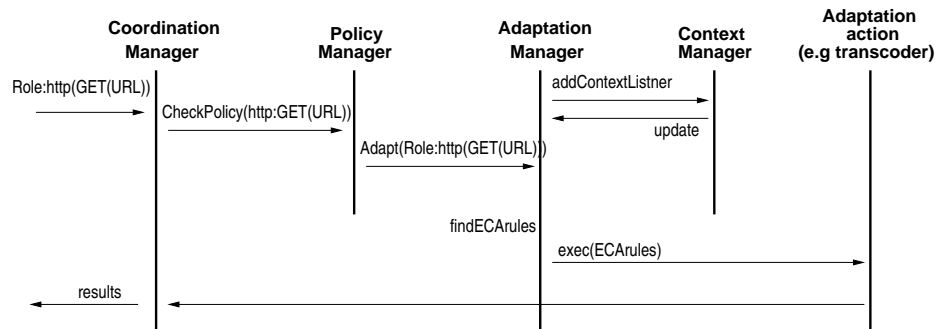 Coordination
Manager
Policy
Manager
Adaptation
Manager
Context
Manager
Adaptation
action
(e.g transcoder)
Role:http(GET(URL))
addContextListner
CheckPolicy(http:GET(URL))
update
Adapt(Role:http(GET(URL)))
findECArules
exec(ECArules)
results